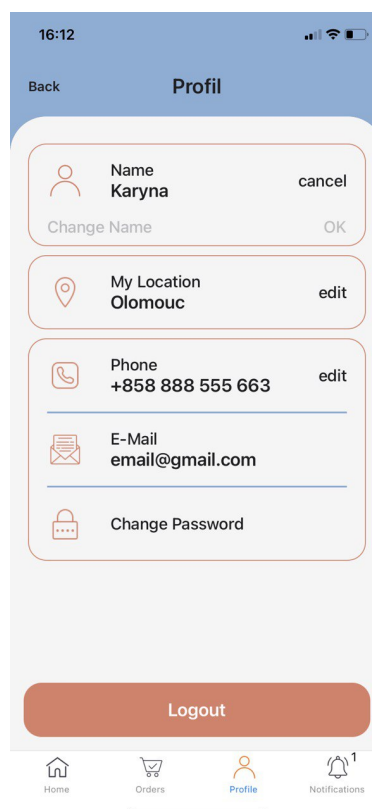 16:12
Back
Profil
Name
Karyna
cancel
Change Name
OK
My Location
Olomouc
edit
Phone
+858 888 555 663
edit
E-Mail
email@gmail.com
Change Password
Logout
1
Home
Orders
Profile
Notifications